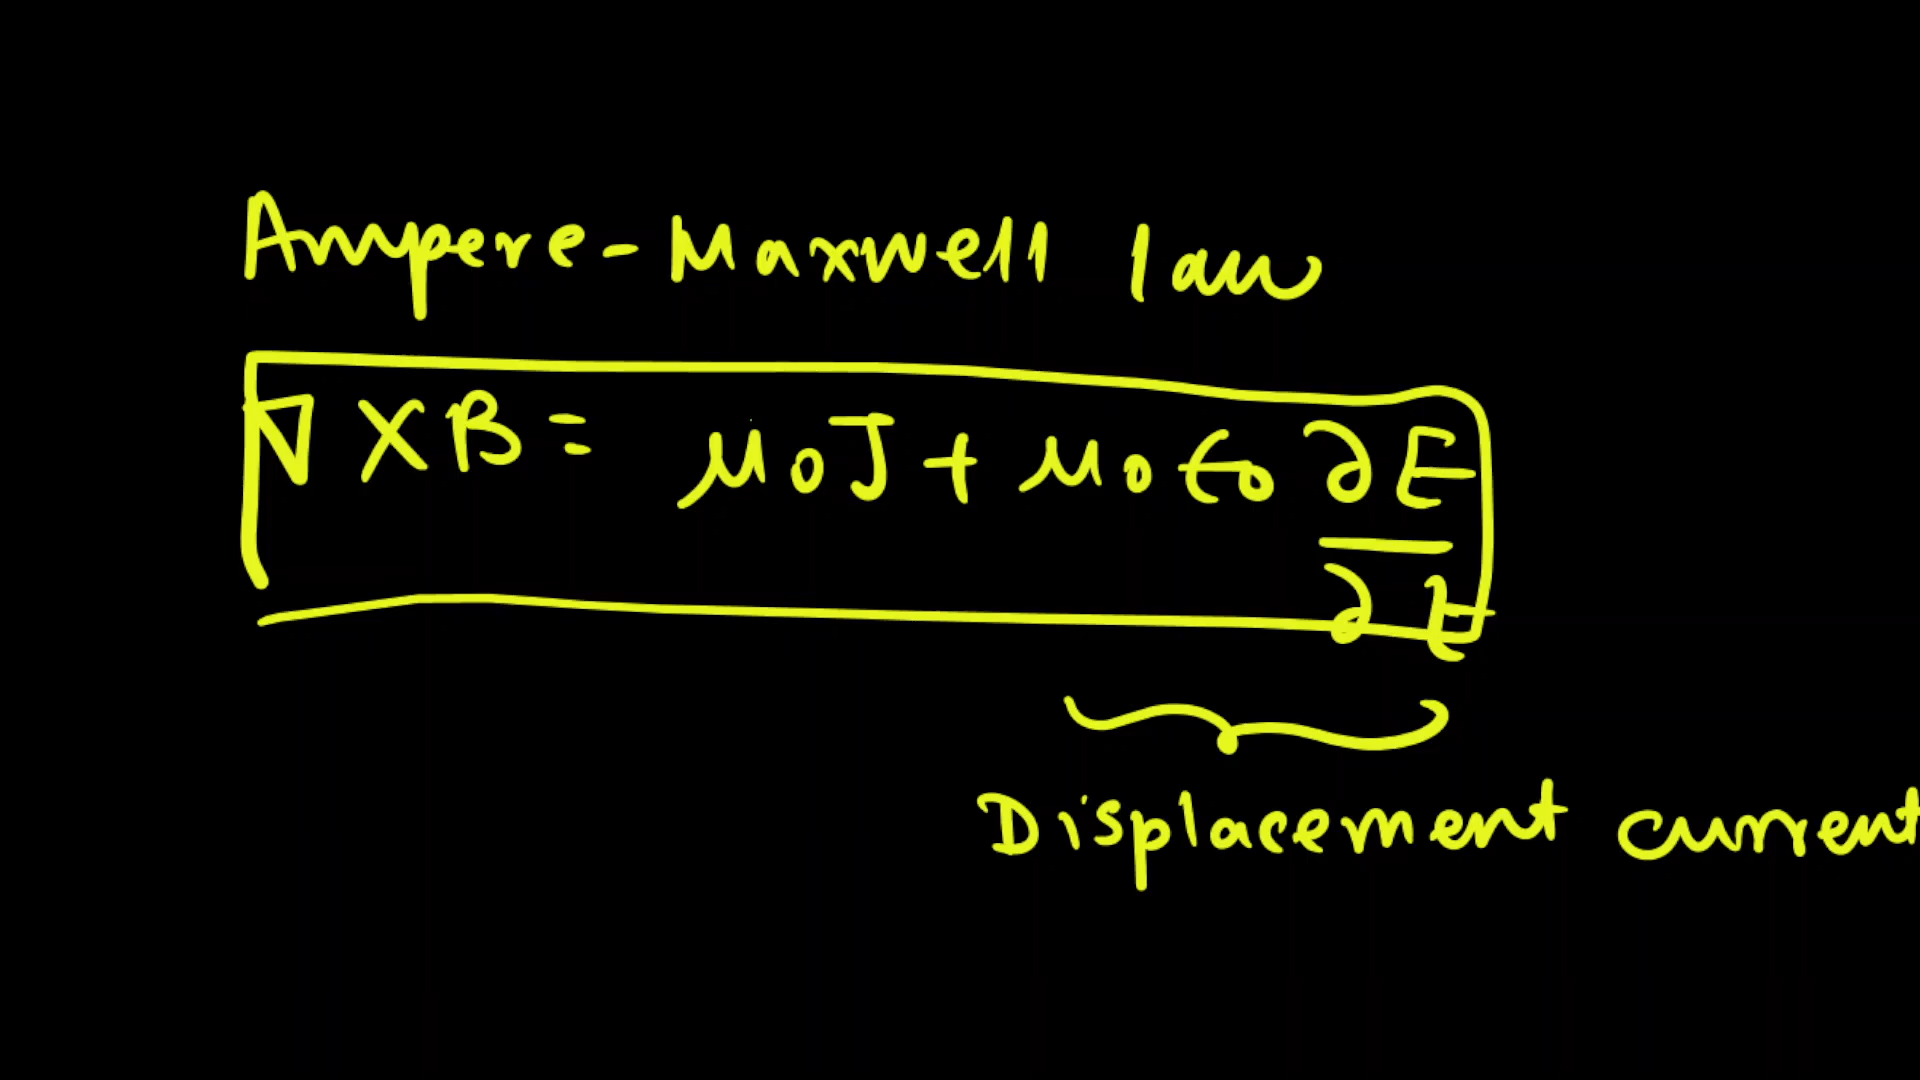 Ampere-Maxwell law
∇ X B = μ0J + μ0ϵ0 ∂E
∂t
Displacement current